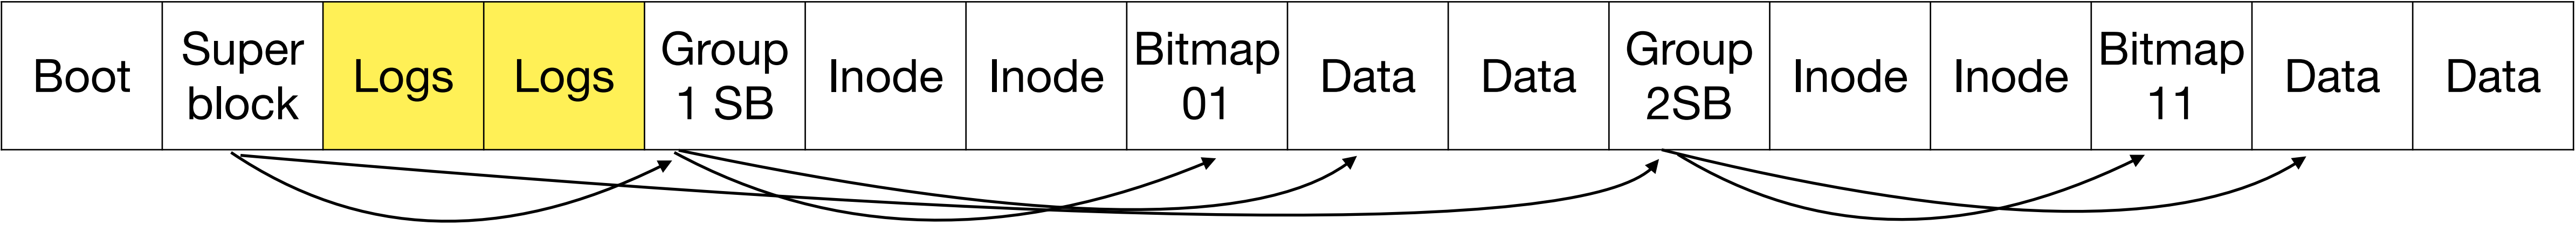 Boot
Super
block
Logs
Logs
Group
1 SB
Inode
Inode
Bitmap
01
Data
Data
Group
2SB
Inode
Inode
Bitmap
11
Data
Data